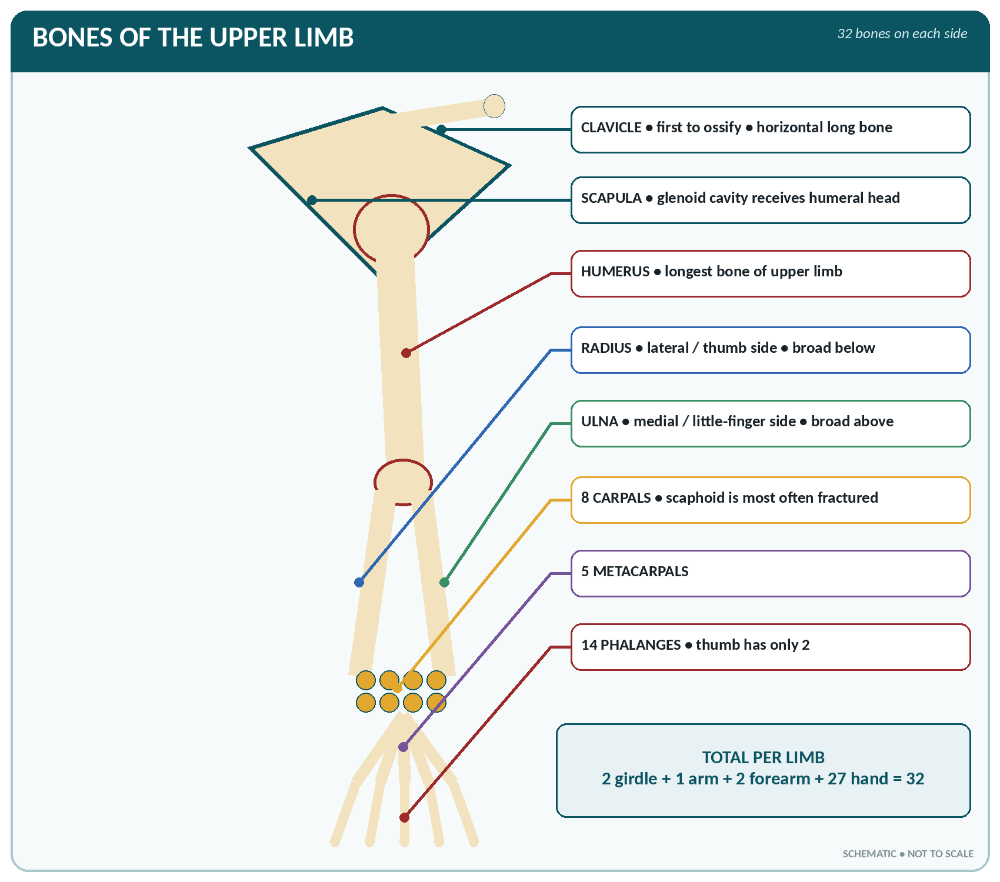 BONES OF THE UPPER LIMB
32 bones on each side
CLAVICLE • first to ossify • horizontal long bone
SCAPULA • glenoid cavity receives humeral head
HUMERUS • longest bone of upper limb
RADIUS • lateral / thumb side • broad below
ULNA • medial / little-finger side • broad above
8 CARPALS • scaphoid is most often fractured
5 METACARPALS
14 PHALANGES • thumb has only 2
TOTAL PER LIMB
2 girdle + 1 arm + 2 forearm + 27 hand = 32
SCHEMATIC • NOT TO SCALE